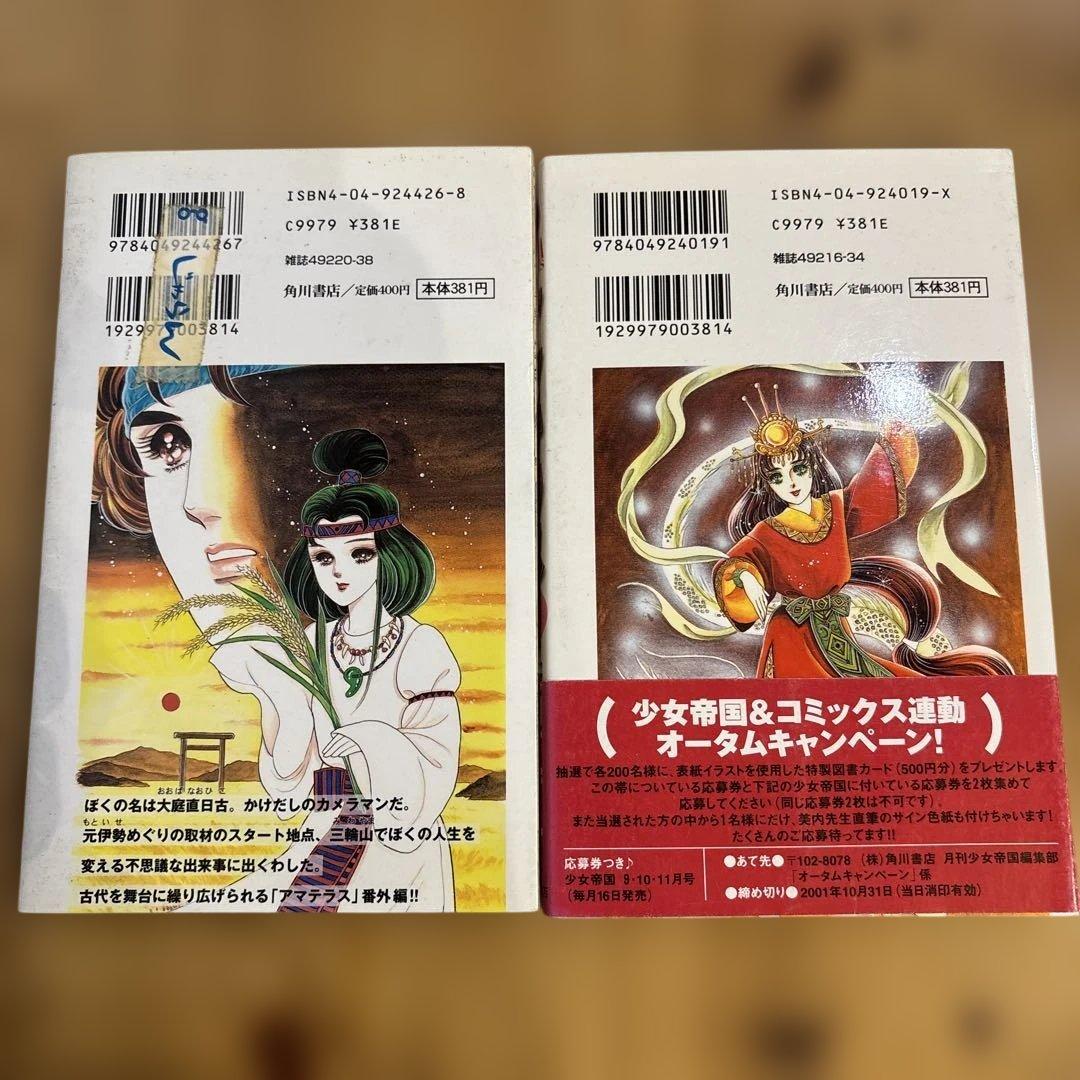 ISBN4-04-924426-8
C9979 ¥381E
9784049244267
雑誌49220-38
角川書店／定価400円 本体381円
1929979003814
8 じゃらん
おおば なおひこ
ぼくの名は大庭直日古。かけだしのカメラマンだ。
もといせ
元伊勢めぐりの取材のスタート地点、三輪山でぼくの人生を
変える不思議な出来事に出くわした。
古代を舞台に繰り広げられる「アマテラス」番外編!!
ISBN4-04-924019-X
C9979 ¥381E
9784049240191
雑誌49216-34
角川書店／定価400円 本体381円
1929979003814
(少女帝国&コミックス連動
オータムキャンペーン!)
抽選で各200名様に、表紙イラストを使用した特製図書カード（500円分）をプレゼントします
この帯についている応募券と下記の少女帝国に付いている応募券を2枚集めて
応募してください（同じ応募券2枚は不可です）。
また当選された方の中から1名様にだけ、美内先生直筆のサイン色紙も付けちゃいます!
たくさんのご応募待ってます!!
応募券つき♪
少女帝国 9・10・11月号
（毎月16日発売）
●あて先●〒102-8078 （株）角川書店 月刊少女帝国編集部
「オータムキャンペーン」係
●締め切り●2001年10月31日（当日消印有効）